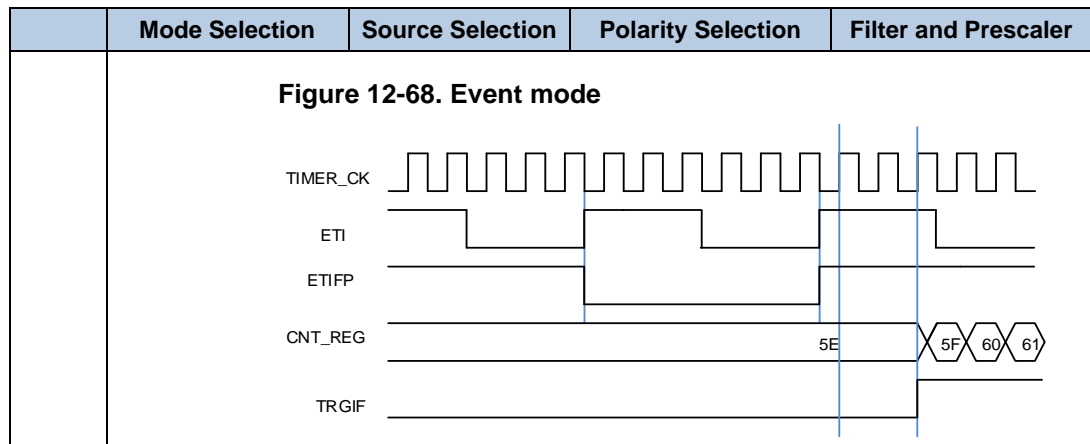 Mode Selection Source Selection Polarity Selection Filter and Prescaler
Figure 12-68. Event mode
TIMER_CK
ETI
ETIFP
CNT_REG 5E 5F 60 61
TRGIF